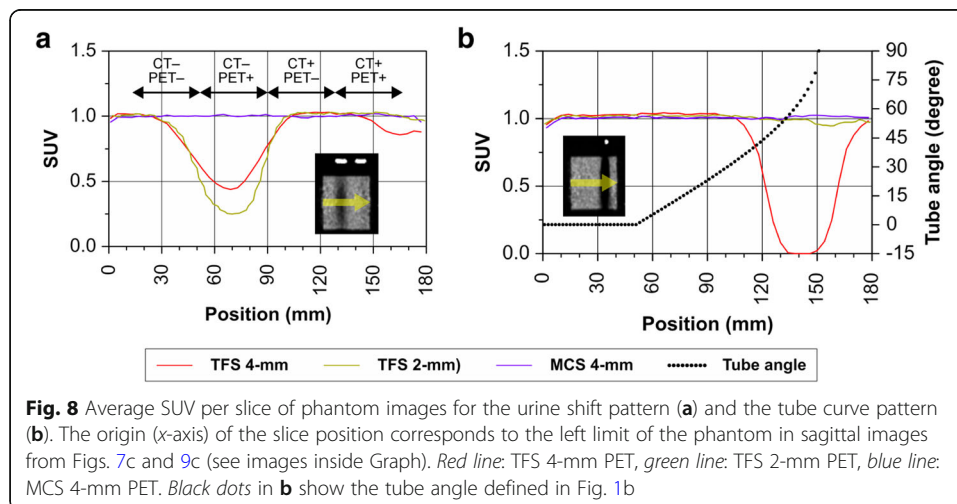 a
b
1.5
1.0
0.5
0.0
SUV
CT–
PET–
CT–
PET+
CT+
PET–
CT+
PET+
0
30
60
90
120
150
180
Position (mm)
1.5
1.0
0.5
0.0
SUV
90
75
60
45
30
15
0
-15
Tube angle (degree)
0
30
60
90
120
150
180
Position (mm)
TFS 4-mm
TFS 2-mm)
MCS 4-mm
Tube angle
Fig. 8 Average SUV per slice of phantom images for the urine shift pattern (a) and the tube curve pattern
(b). The origin (x-axis) of the slice position corresponds to the left limit of the phantom in sagittal images
from Figs. 7c and 9c (see images inside Graph). Red line: TFS 4-mm PET, green line: TFS 2-mm PET, blue line:
MCS 4-mm PET. Black dots in b show the tube angle defined in Fig. 1b